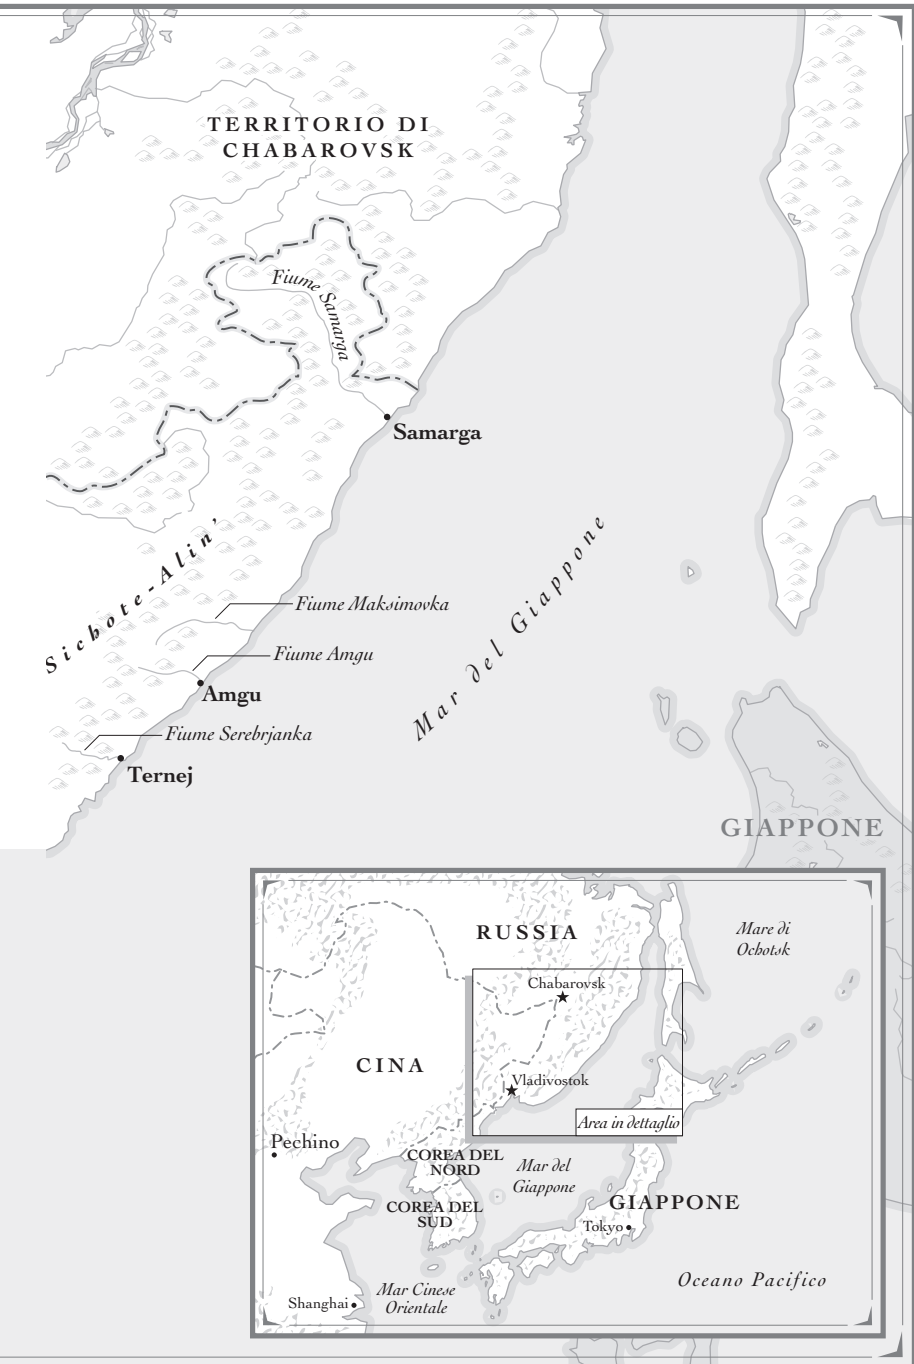 TERRITORIO DI
CHABAROVSK
Fiume Samarga
Samarga
Sichote-Alin’
Mar del Giappone
Fiume Maksimovka
Fiume Amgu
Amgu
Fiume Serebrjanka
Ternej
GIAPPONE
RUSSIA
Mare di
Ochotsk
Chabarovsk
CINA
Vladivostok
Area in dettaglio
Pechino
COREA DEL
NORD
Mar del
Giappone
COREA DEL
SUD
GIAPPONE
Tokyo
Oceano Pacifico
Mar Cinese
Orientale
Shanghai